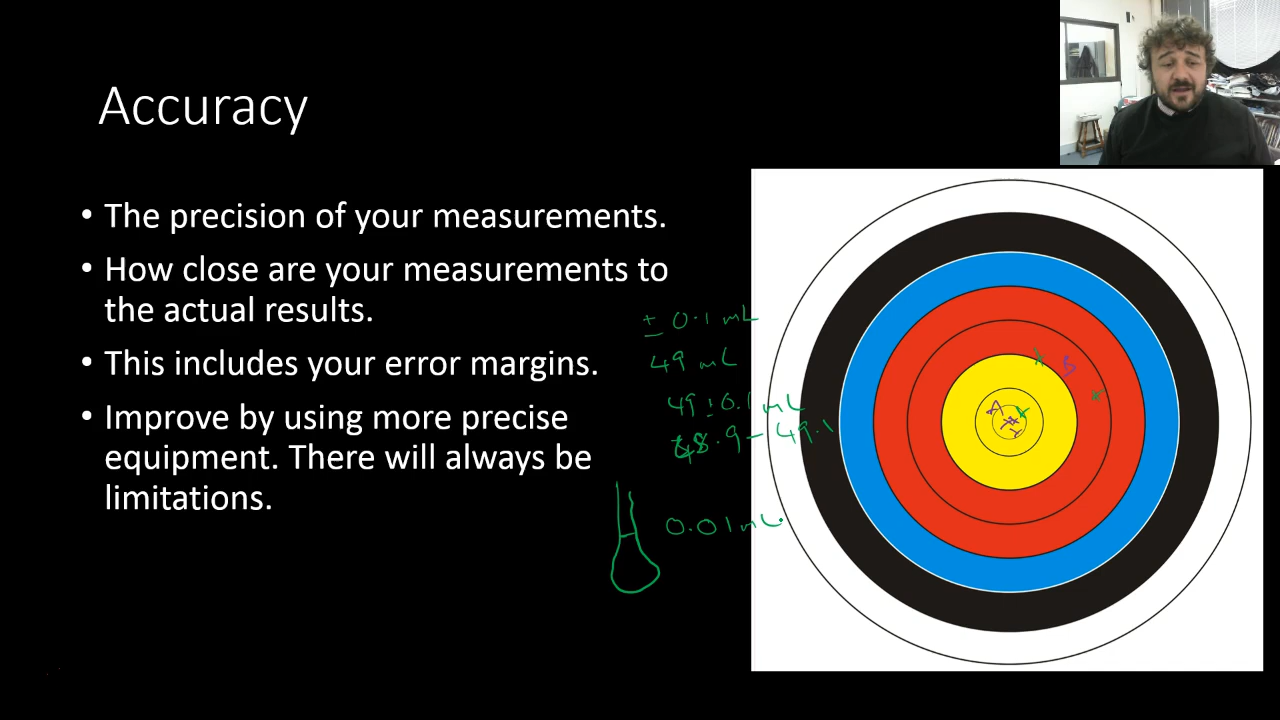 Accuracy
• The precision of your measurements.
• How close are your measurements to
the actual results.
• This includes your error margins.
• Improve by using more precise
equipment. There will always be
limitations.
± 0.1 mL
49 mL
49 ± 0.1 mL
48.9 - 49.1
0.01 mL
A
B